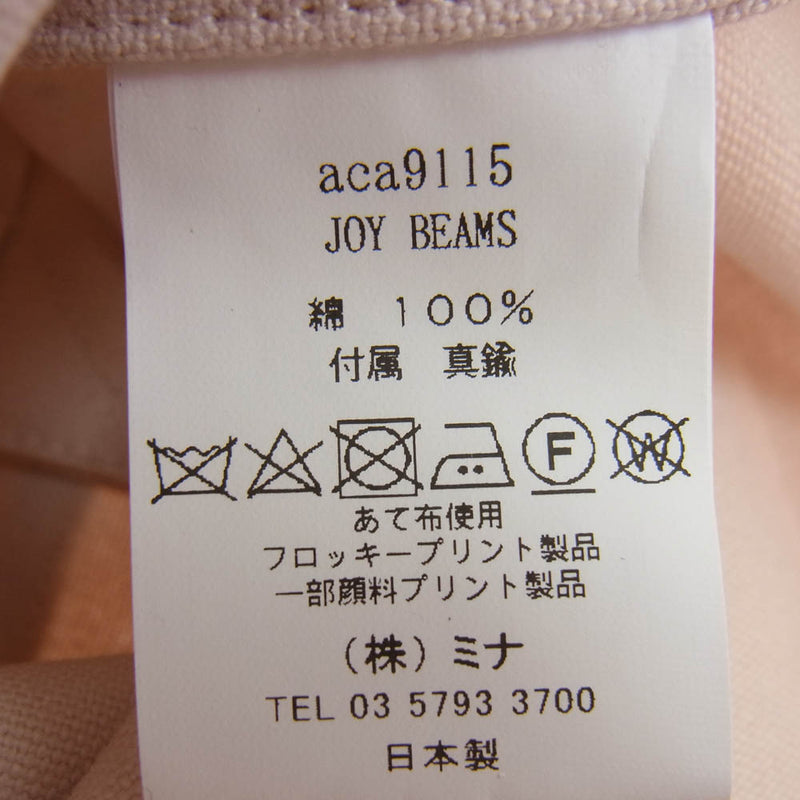 aca9115
JOY BEAMS
綿 100%
付属 真鍮
F W
あて布使用
フロッキープリント製品
一部顔料プリント製品
(株)ミナ
TEL 03 5793 3700
日本製